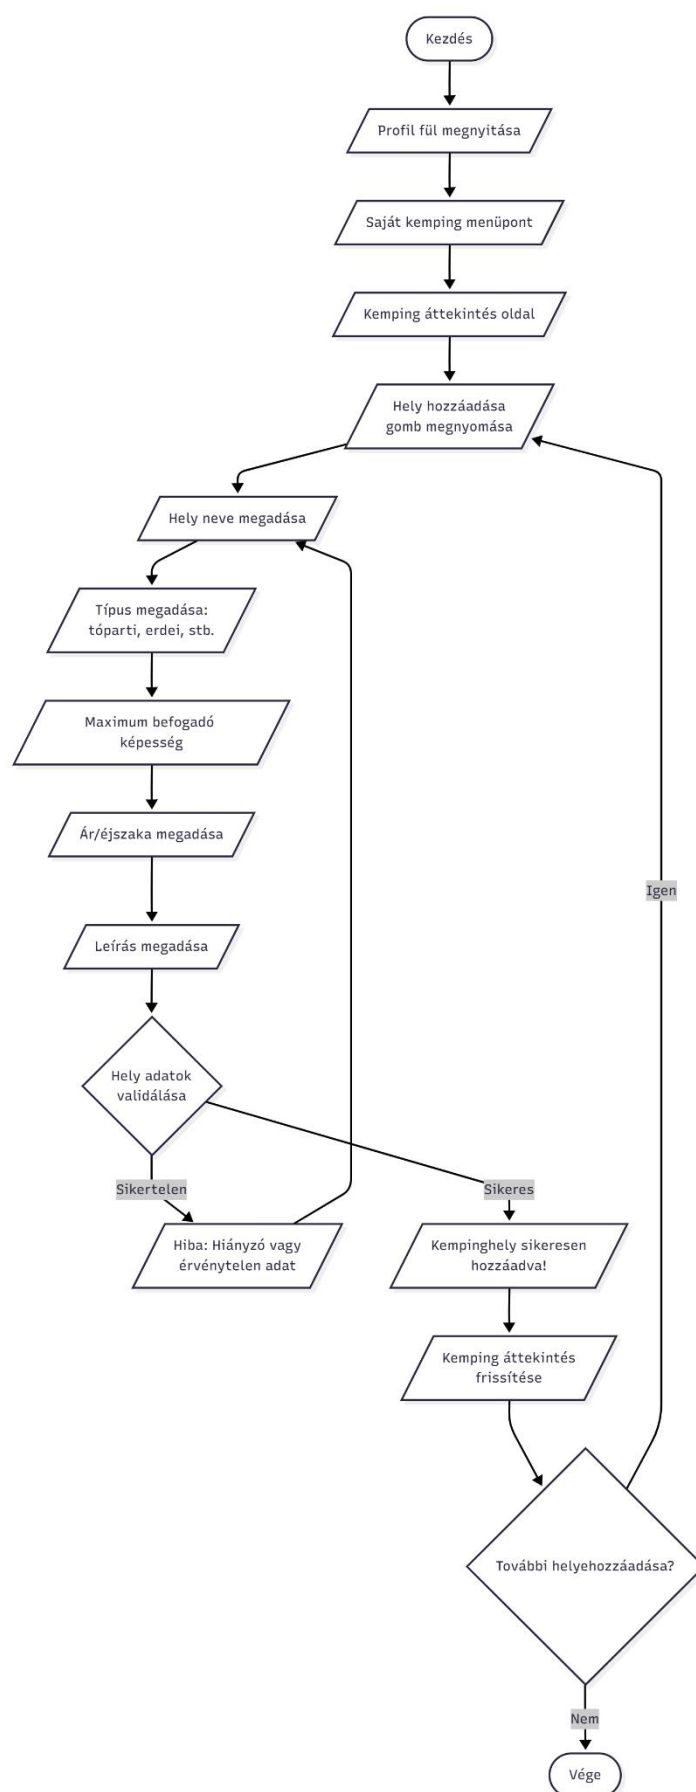 Kezdés
Profil fül megnyitása
Saját kemping menüpont
Kemping áttekintés oldal
Hely hozzáadása
gomb megnyomása
Hely neve megadása
Típus megadása:
tóparti, erdei, stb.
Maximum befogadó
képesség
Ár/éjszaka megadása
Igen
Leírás megadása
Hely adatok
validálása
Sikertelen
Sikeres
Hiba: Hiányzó vagy
érvénytelen adat
Kempinghely sikeresen
hozzáadva!
Kemping áttekintés
frissítése
További helyehozzáadása?
Nem
Vége